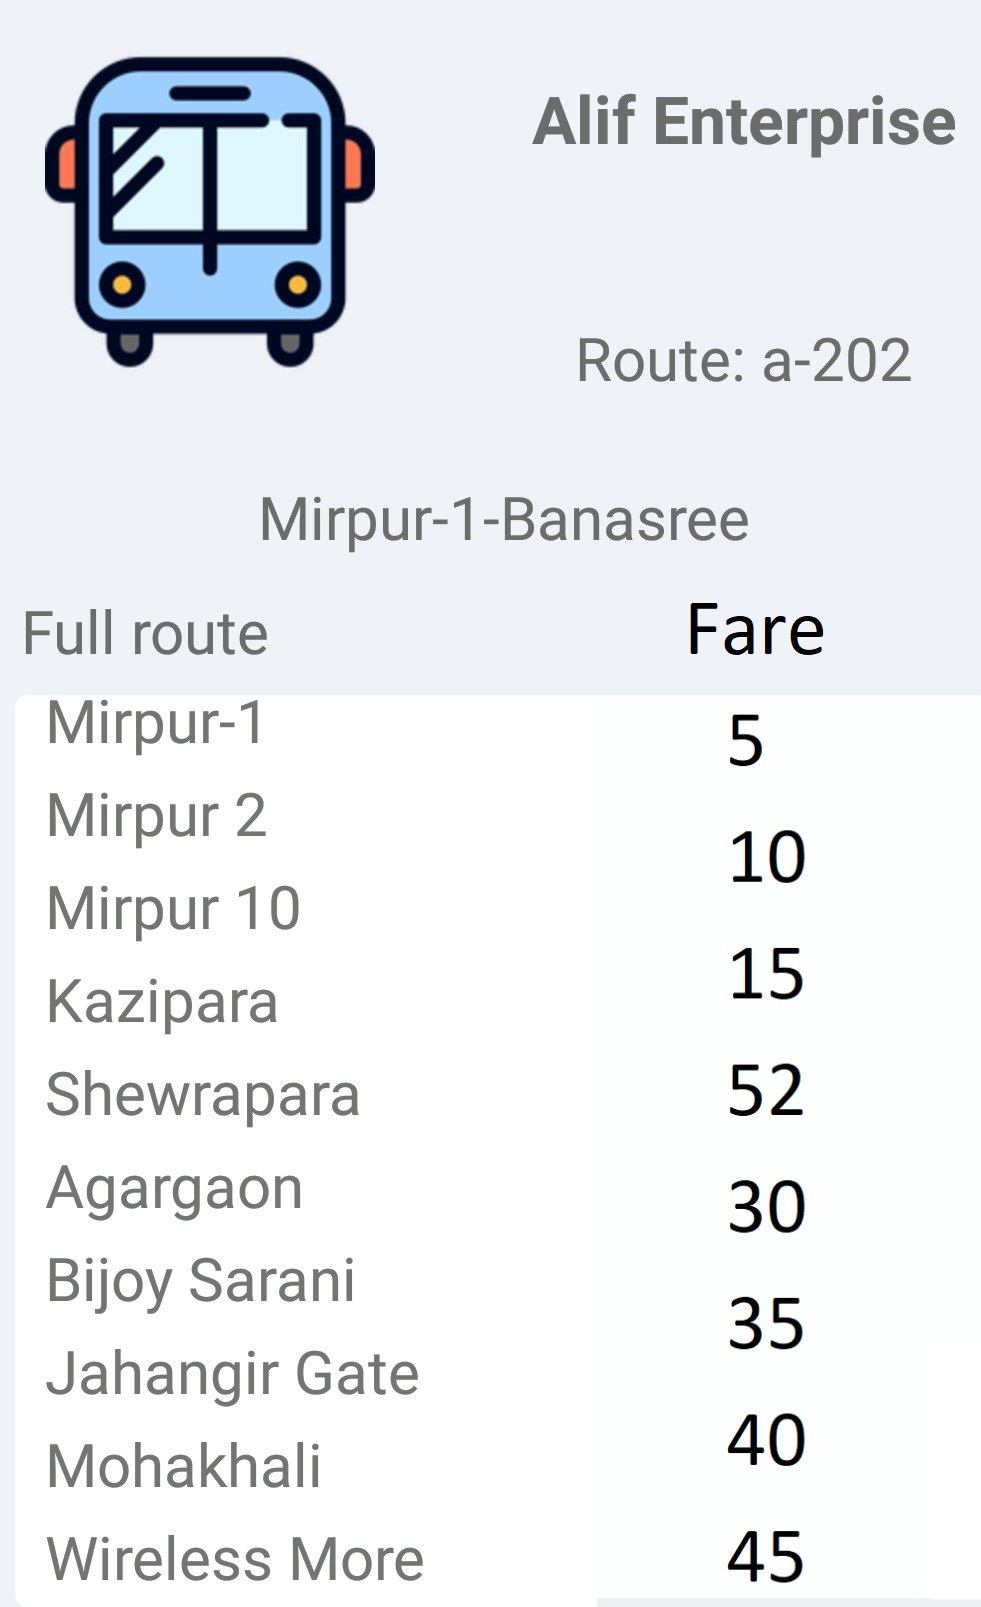 Alif Enterprise
Route: a-202
Mirpur-1-Banasree
Full route Fare
Mirpur-1 5
Mirpur 2 10
Mirpur 10 15
Kazipara
Shewrapara 52
Agargaon 30
Bijoy Sarani 35
Jahangir Gate
Mohakhali 40
Wireless More 45